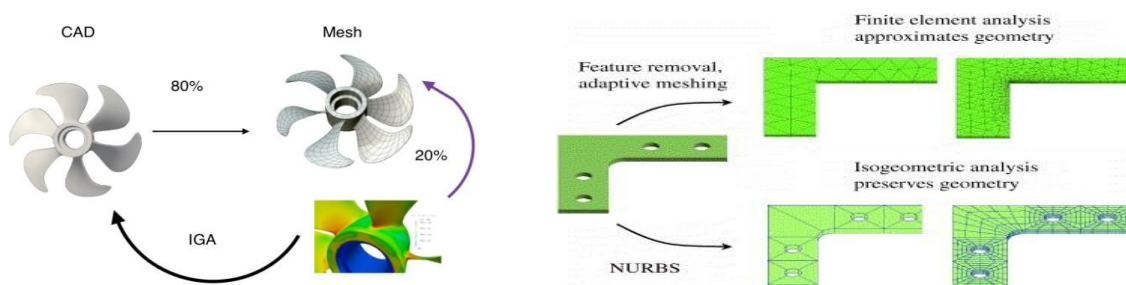 CAD
Mesh
80%
20%
IGA
Finite element analysis
approximates geometry
Feature removal,
adaptive meshing
Isogeometric analysis
preserves geometry
NURBS